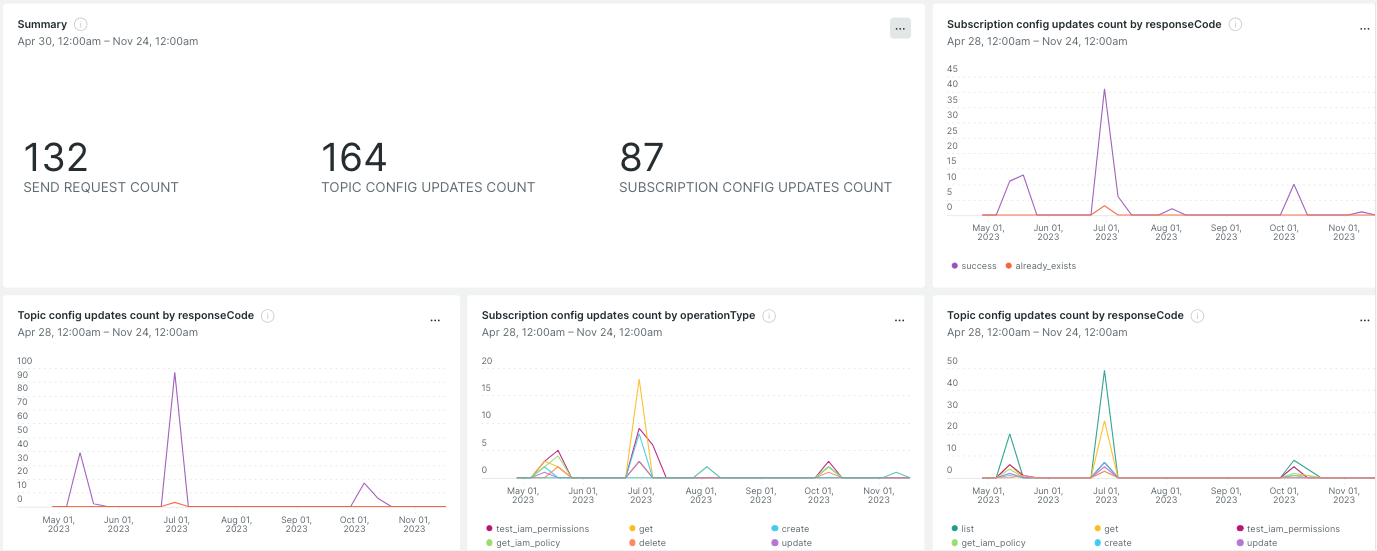 Summary
Apr 30, 12:00am – Nov 24, 12:00am
...
132
SEND REQUEST COUNT
164
TOPIC CONFIG UPDATES COUNT
87
SUBSCRIPTION CONFIG UPDATES COUNT
Subscription config updates count by responseCode
Apr 28, 12:00am – Nov 24, 12:00am
...
45
40
35
30
25
20
15
10
5
0
May 01, 2023
Jun 01, 2023
Jul 01, 2023
Aug 01, 2023
Sep 01, 2023
Oct 01, 2023
Nov 01, 2023
success
already_exists
Topic config updates count by responseCode
Apr 28, 12:00am – Nov 24, 12:00am
...
100
90
80
70
60
50
40
30
20
10
0
May 01, 2023
Jun 01, 2023
Jul 01, 2023
Aug 01, 2023
Sep 01, 2023
Oct 01, 2023
Nov 01, 2023
Subscription config updates count by operationType
Apr 28, 12:00am – Nov 24, 12:00am
...
20
15
10
5
0
May 01, 2023
Jun 01, 2023
Jul 01, 2023
Aug 01, 2023
Sep 01, 2023
Oct 01, 2023
Nov 01, 2023
test_iam_permissions
get
create
get_iam_policy
delete
update
Topic config updates count by responseCode
Apr 28, 12:00am – Nov 24, 12:00am
...
50
40
30
20
10
0
May 01, 2023
Jun 01, 2023
Jul 01, 2023
Aug 01, 2023
Sep 01, 2023
Oct 01, 2023
Nov 01, 2023
list
get
test_iam_permissions
get_iam_policy
create
update